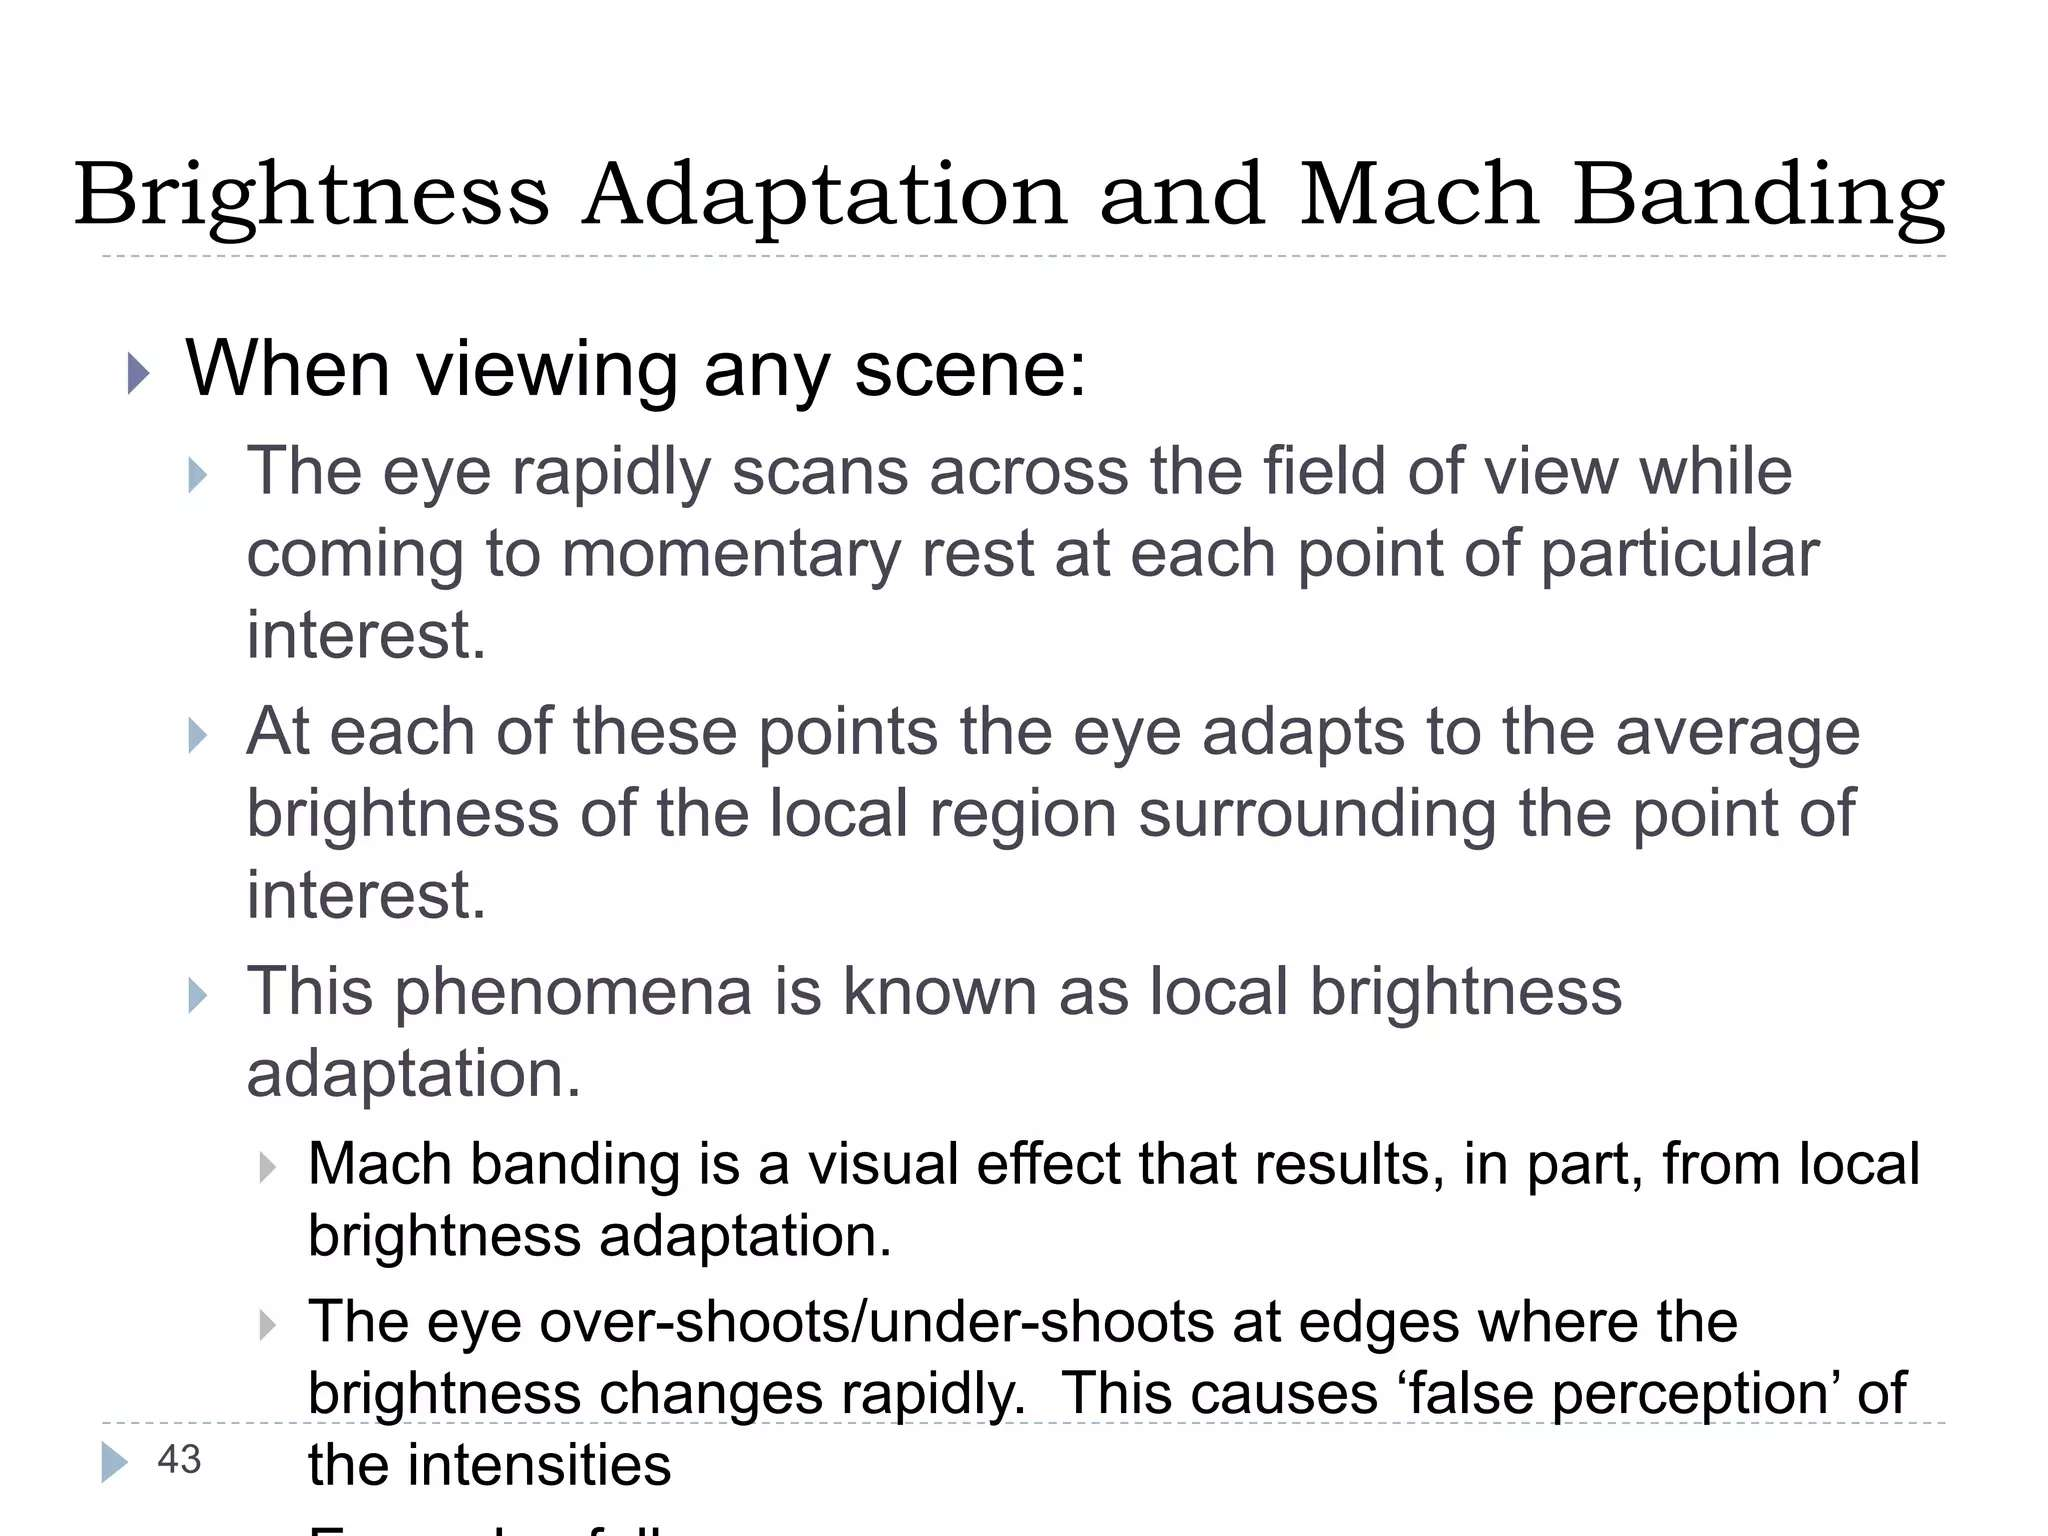 Brightness Adaptation and Mach Banding
When viewing any scene:
The eye rapidly scans across the field of view while
coming to momentary rest at each point of particular
interest.
At each of these points the eye adapts to the average
brightness of the local region surrounding the point of
interest.
This phenomena is known as local brightness
adaptation.
Mach banding is a visual effect that results, in part, from local
brightness adaptation.
The eye over-shoots/under-shoots at edges where the
brightness changes rapidly.  This causes ‘false perception’ of
the intensities
43